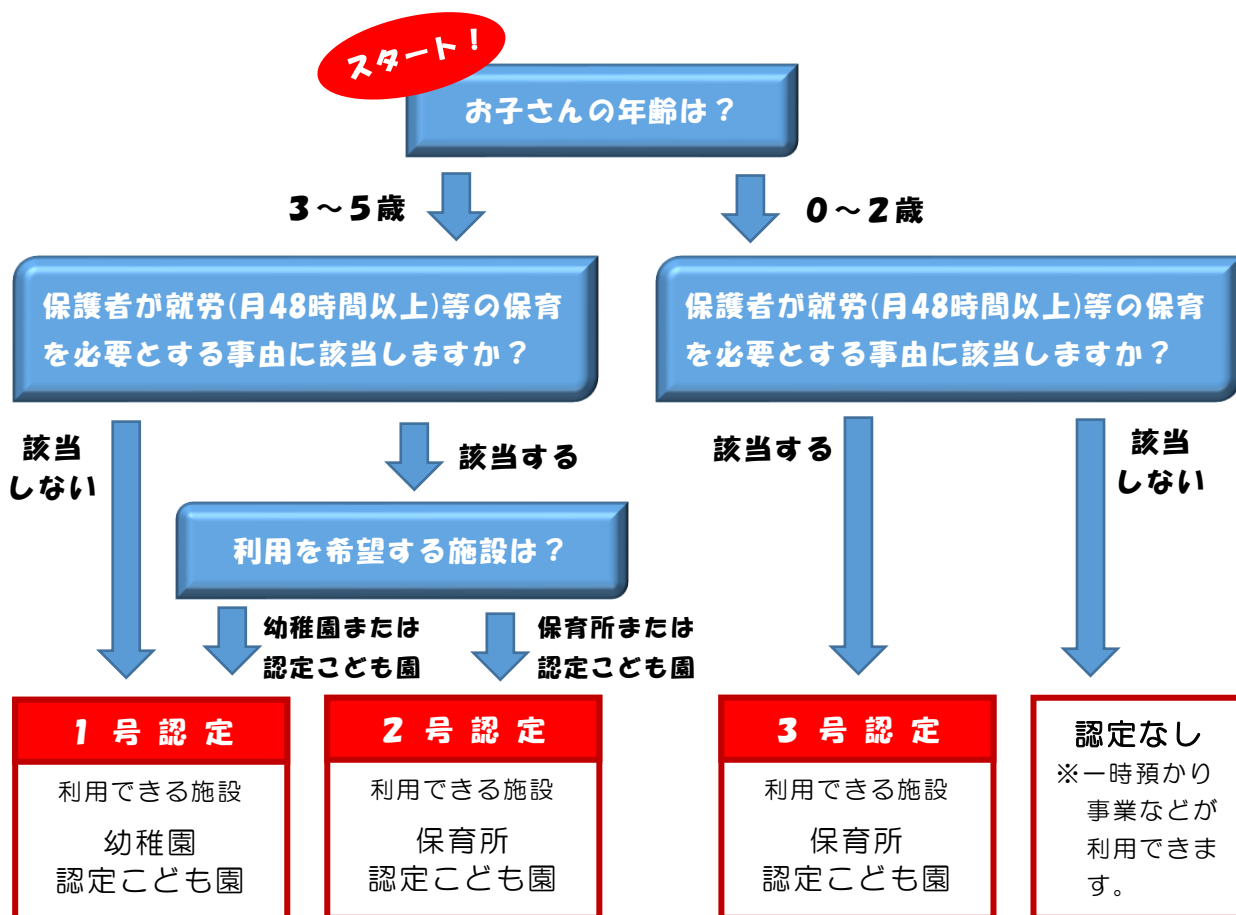 スタート！
お子さんの年齢は？
3～5歳
0～2歳
保護者が就労(月48時間以上)等の保育
を必要とする事由に該当しますか？
保護者が就労(月48時間以上)等の保育
を必要とする事由に該当しますか？
該当
しない
該当する
該当する
該当
しない
利用を希望する施設は？
幼稚園または
認定こども園
保育所または
認定こども園
1号認定
利用できる施設
幼稚園
認定こども園
2号認定
利用できる施設
保育所
認定こども園
3号認定
利用できる施設
保育所
認定こども園
認定なし
※一時預かり
事業などが
利用できま
す。